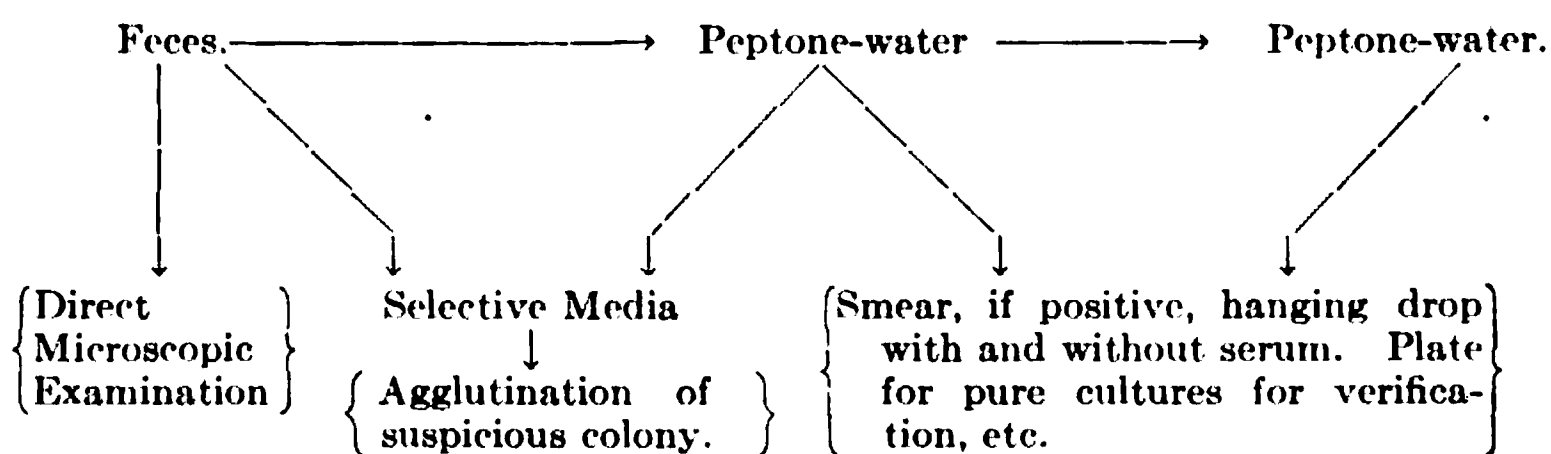 Feces. Peptone-water Peptone-water.
Direct
Microscopic
Examination
Selective Media
Agglutination of
suspicious colony.
Smear, if positive, hanging drop
with and without serum. Plate
for pure cultures for verifica-
tion, etc.